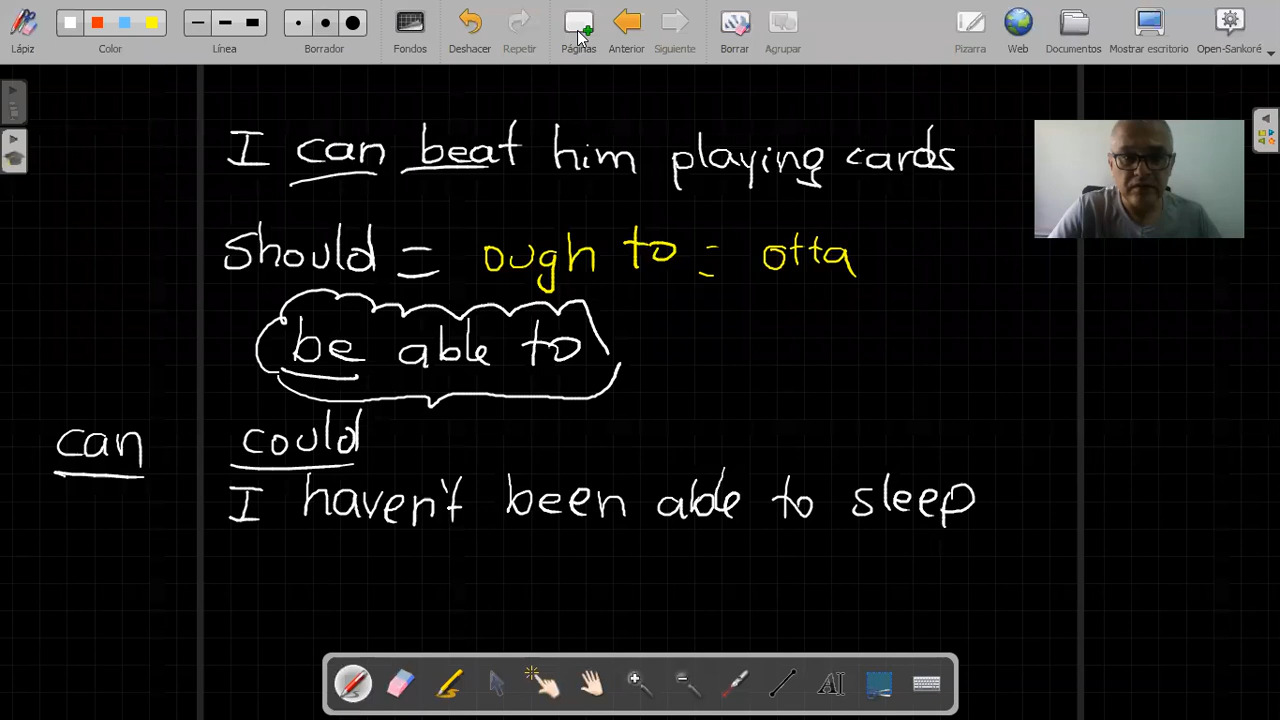 Lápiz Color Línea Borrador Fondos Deshacer Repetir Páginas Anterior Siguiente Borrar Agrupar Pizarra Web Documentos Mostrar escritorio Open-Sankoré
I can beat him playing cards
should = ough to = otta
be able to
can could
I haven't been able to sleep
AI